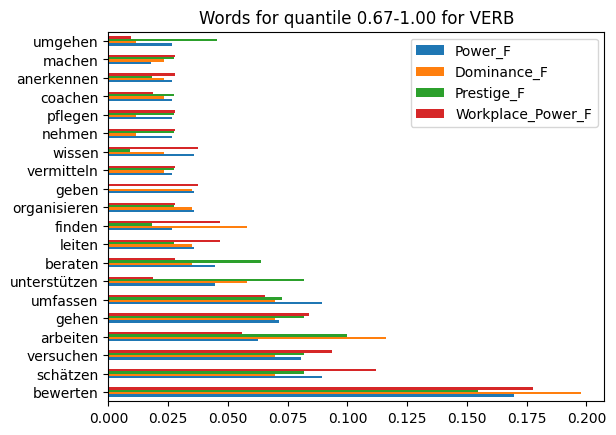 Words for quantile 0.67-1.00 for VERB
umgehen
machen
anerkennen
coachen
pflegen
nehmen
wissen
vermitteln
geben
organisieren
finden
leiten
beraten
unterstützen
umfassen
gehen
arbeiten
versuchen
schätzen
bewerten
Power_F
Dominance_F
Prestige_F
Workplace_Power_F
0.000 0.025 0.050 0.075 0.100 0.125 0.150 0.175 0.200